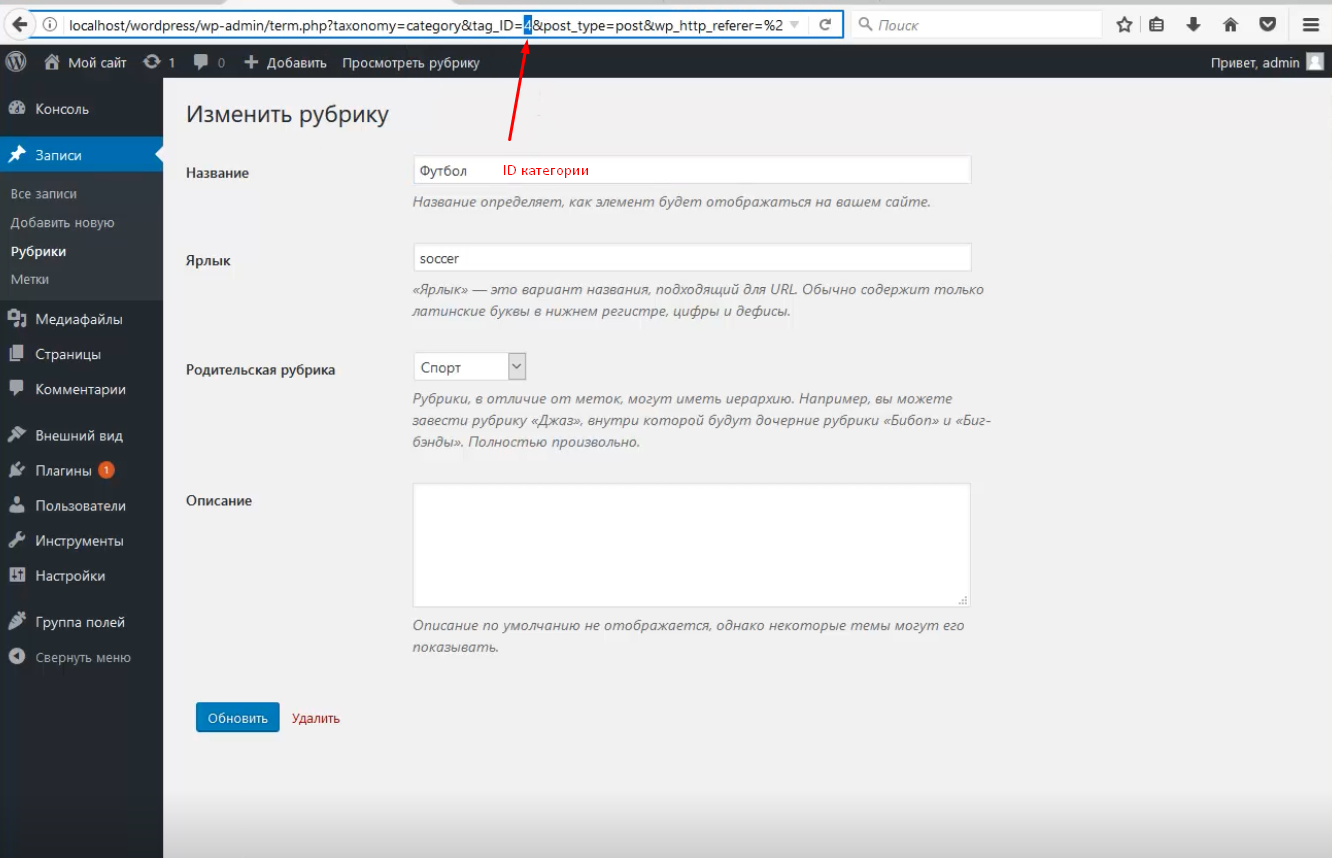 localhost/wordpress/wp-admin/term.php?taxonomy=category&tag_ID=4&post_type=post&wp_http_referer=%2
Поиск
Мой сайт 1 0 Добавить Просмотреть рубрику Привет, admin
Консоль
Записи
Все записи
Добавить новую
Рубрики
Метки
Медиафайлы
Страницы
Комментарии
Внешний вид
Плагины 1
Пользователи
Инструменты
Настройки
Группа полей
Свернуть меню
Изменить рубрику
Название
Футбол
ID категории
Название определяет, как элемент будет отображаться на вашем сайте.
Ярлык
soccer
«Ярлык» — это вариант названия, подходящий для URL. Обычно содержит только
латинские буквы в нижнем регистре, цифры и дефисы.
Родительская рубрика
Спорт
Рубрики, в отличие от меток, могут иметь иерархию. Например, вы можете
завести рубрику «Джаз», внутри которой будут дочерние рубрики «Бибоп» и «Биг-
бэнды». Полностью произвольно.
Описание
Описание по умолчанию не отображается, однако некоторые темы могут его
показывать.
Обновить
Удалить